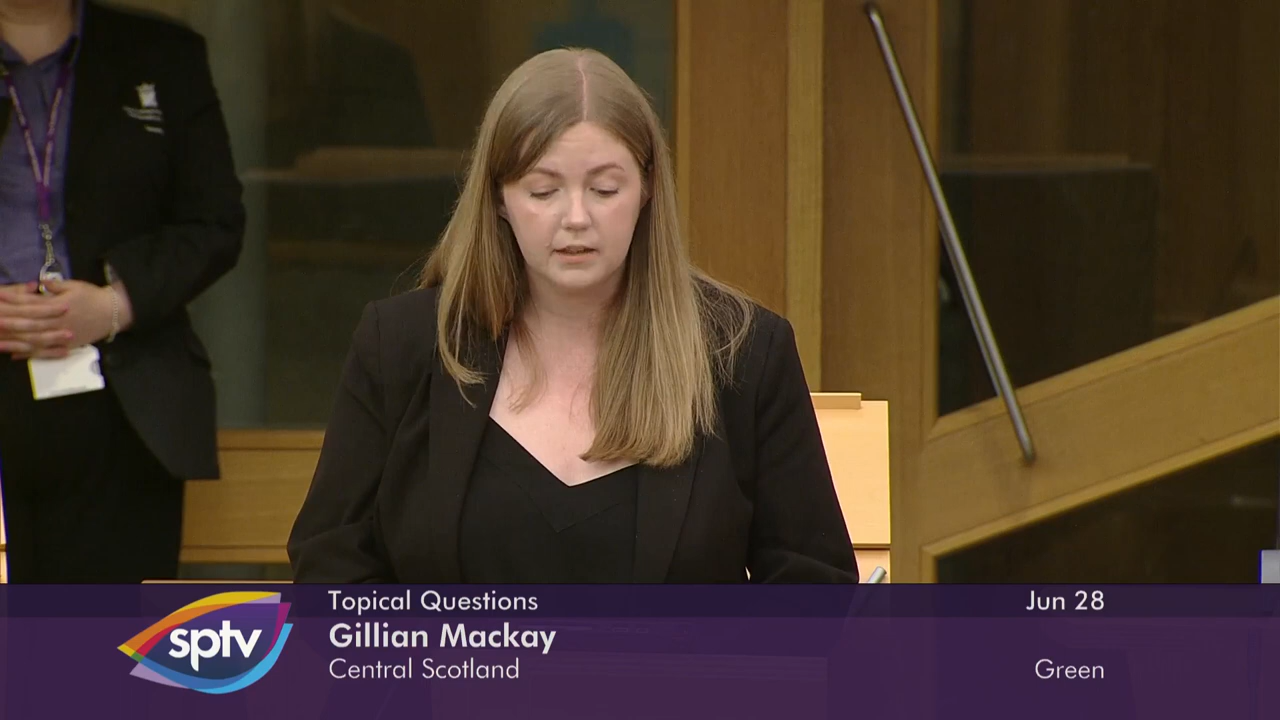 Topical Questions
Jun 28
sptv
Gillian Mackay
Central Scotland
Green